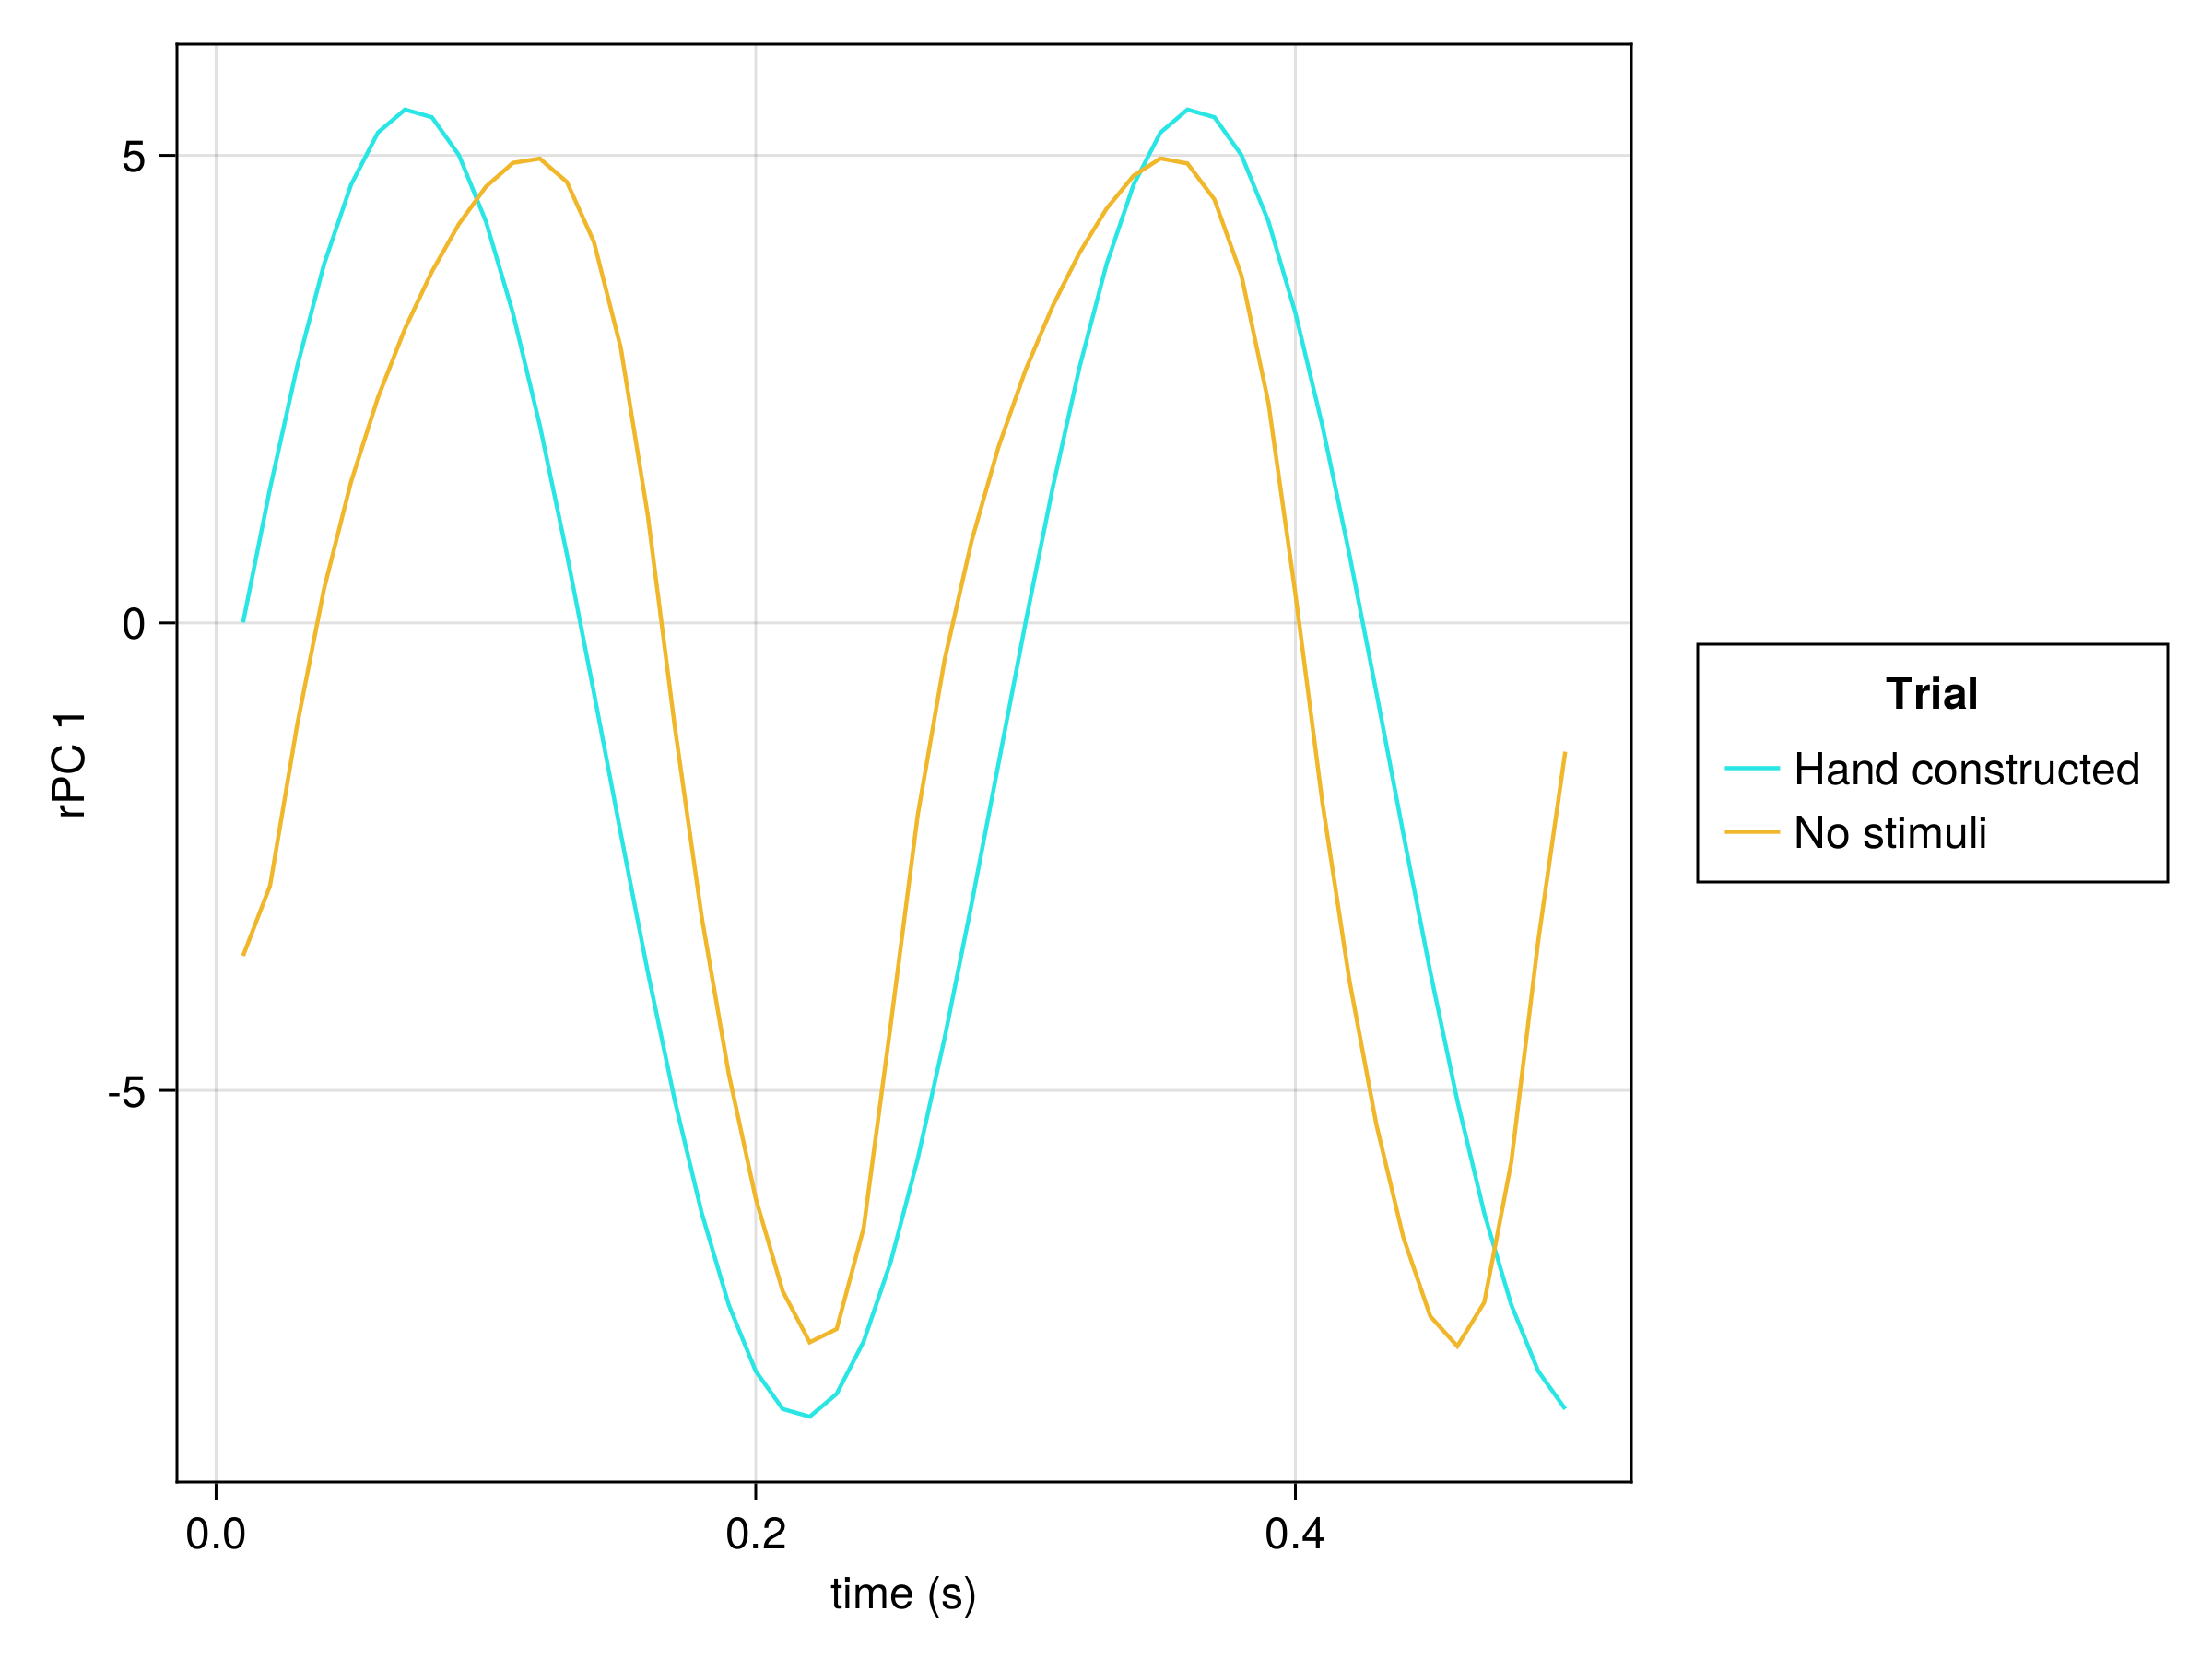 5
0
-5
rPC 1
0.0 0.2 0.4
time (s)
Trial
Hand constructed
No stimuli